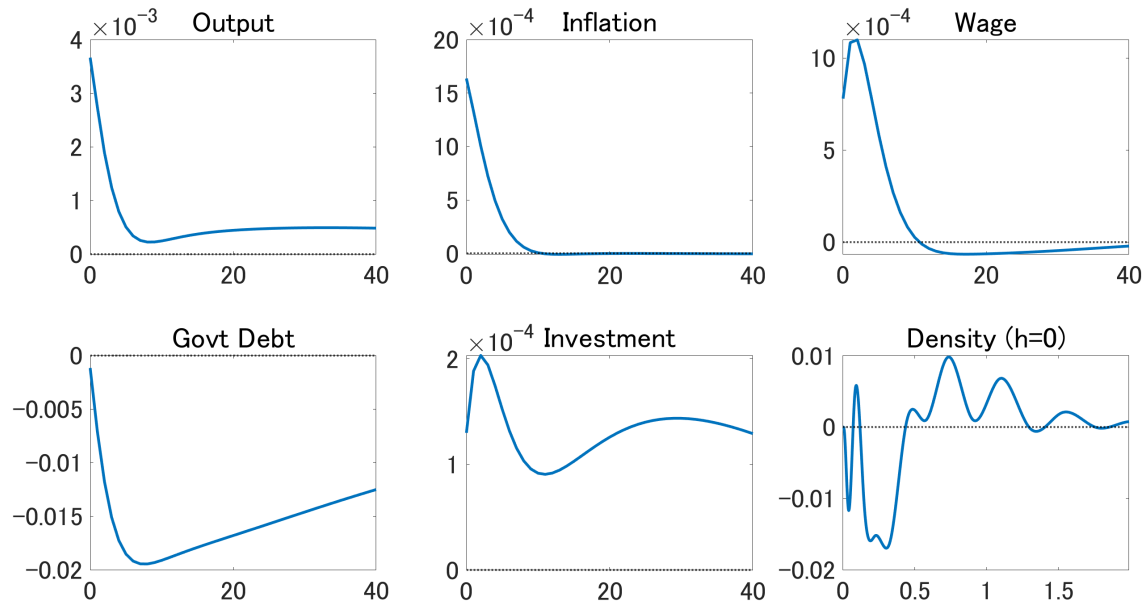 ×10⁻³ Output
4
3
2
1
0
0 20 40
×10⁻⁴ Inflation
20
15
10
5
0
0 20 40
×10⁻⁴ Wage
10
5
0
0 20 40
Govt Debt
0
−0.005
−0.01
−0.015
−0.02
0 20 40
×10⁻⁴ Investment
2
1
0
0 20 40
Density (h=0)
0.01
0
−0.01
−0.02
0 0.5 1 1.5